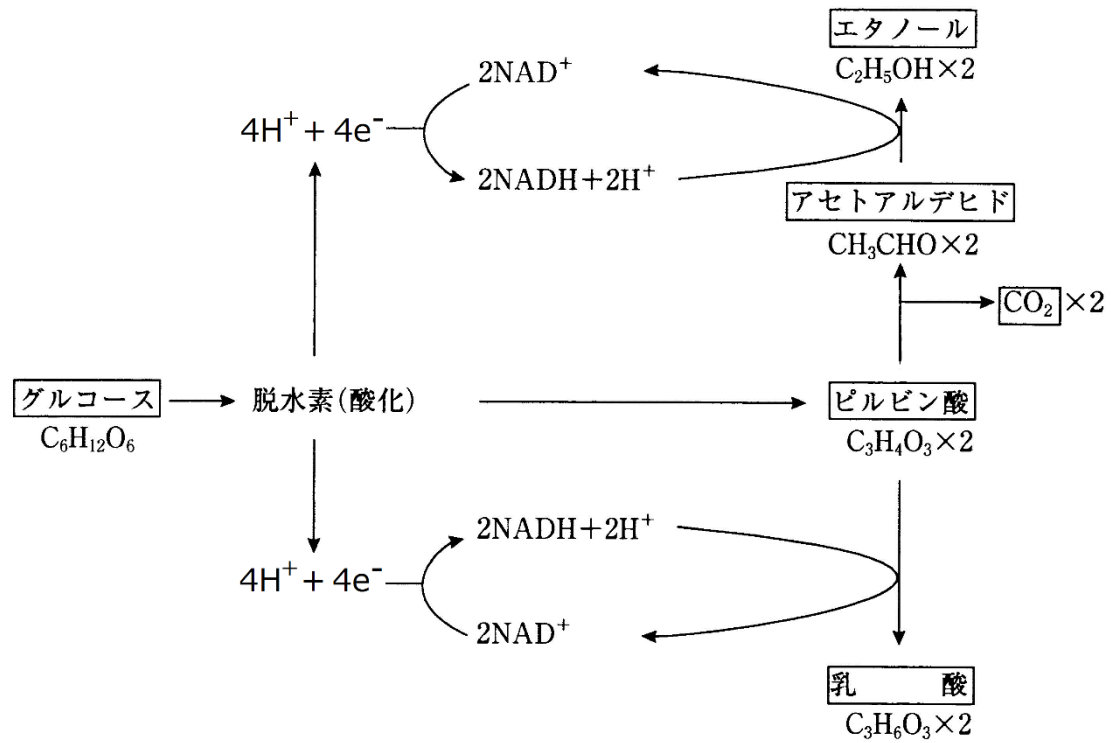 エタノール
C₂H₅OH×2
2NAD⁺
4H⁺ + 4e⁻
2NADH+2H⁺
アセトアルデヒド
CH₃CHO×2
CO₂ ×2
グルコース
C₆H₁₂O₆
脱水素(酸化)
ピルビン酸
C₃H₄O₃×2
2NADH+2H⁺
4H⁺ + 4e⁻
2NAD⁺
乳 酸
C₃H₆O₃×2